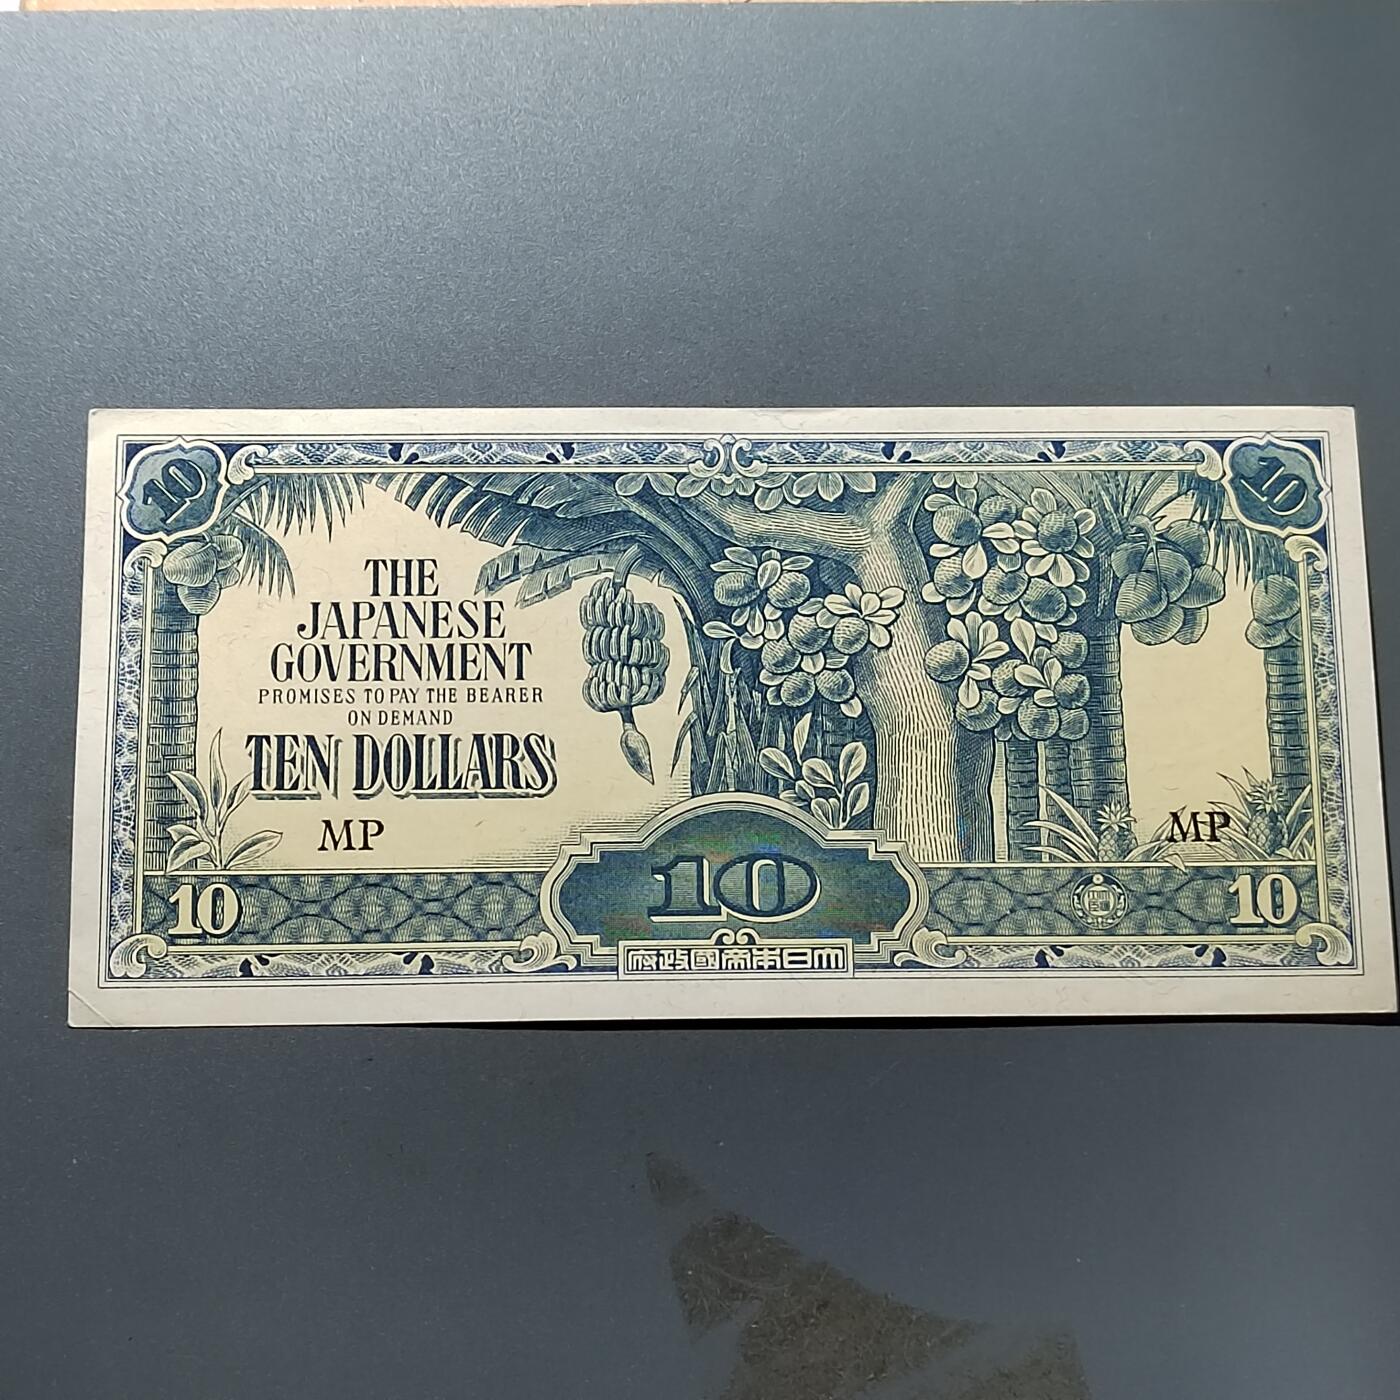 10
10
THE
JAPANESE
GOVERNMENT
PROMISES TO PAY THE BEARER
ON DEMAND
TEN DOLLARS
MP
MP
10
10
10
府政國帝本日大